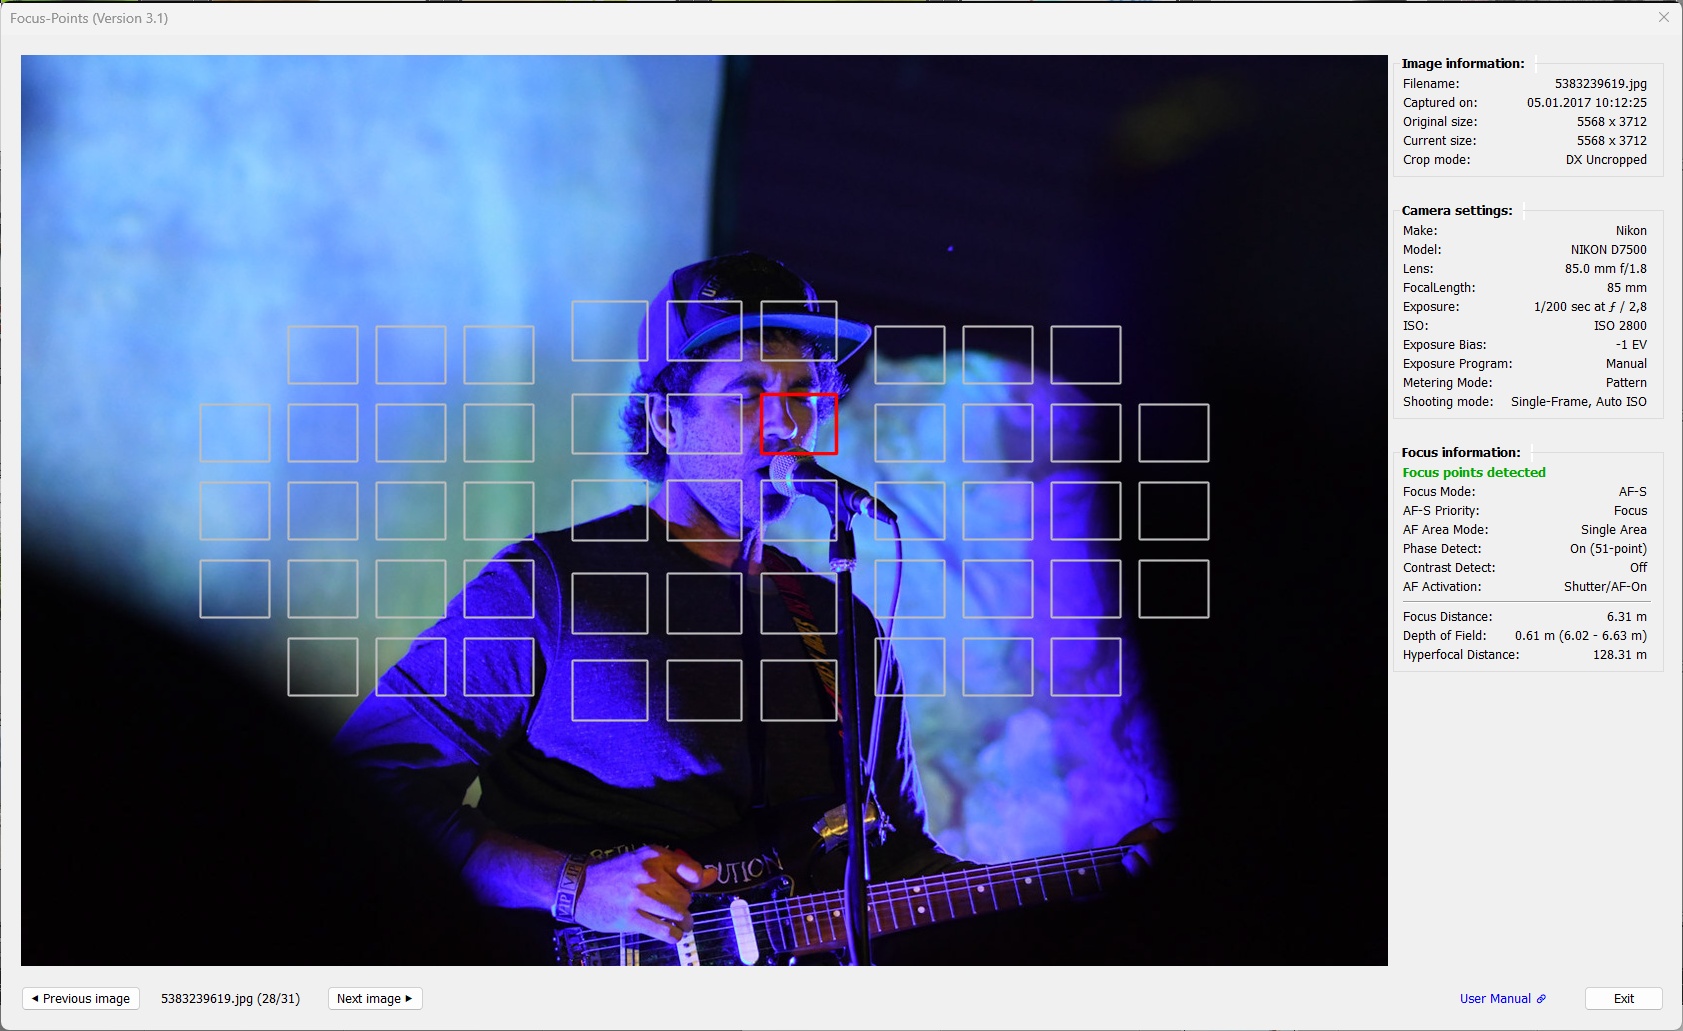 Focus-Points (Version 3.1)
US
BETH
UTION
VIP VIP
Image information:
Filename: 5383239619.jpg
Captured on: 05.01.2017 10:12:25
Original size: 5568 x 3712
Current size: 5568 x 3712
Crop mode: DX Uncropped
Camera settings:
Make: Nikon
Model: NIKON D7500
Lens: 85.0 mm f/1.8
FocalLength: 85 mm
Exposure: 1/200 sec at ƒ / 2,8
ISO: ISO 2800
Exposure Bias: -1 EV
Exposure Program: Manual
Metering Mode: Pattern
Shooting mode: Single-Frame, Auto ISO
Focus information:
Focus points detected
Focus Mode: AF-S
AF-S Priority: Focus
AF Area Mode: Single Area
Phase Detect: On (51-point)
Contrast Detect: Off
AF Activation: Shutter/AF-On
Focus Distance: 6.31 m
Depth of Field: 0.61 m (6.02 - 6.63 m)
Hyperfocal Distance: 128.31 m
Previous image 5383239619.jpg (28/31) Next image User Manual Exit